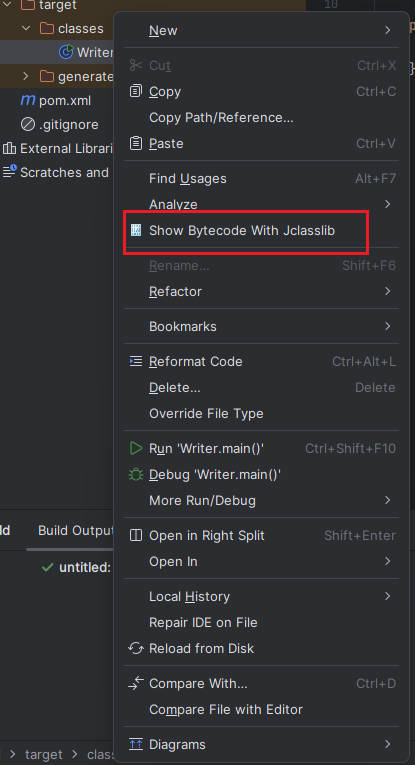 target
10
classes
New
Writer
Cut Ctrl+X
generate
Copy Ctrl+C
pom.xml
Copy Path/Reference...
.gitignore
Paste Ctrl+V
External Librari
Scratches and
Find Usages Alt+F7
Analyze
Show Bytecode With Jclasslib
Rename... Shift+F6
Refactor
Bookmarks
Reformat Code Ctrl+Alt+L
Delete... Delete
Override File Type
Run 'Writer.main()' Ctrl+Shift+F10
Debug 'Writer.main()'
More Run/Debug
Build Output
Open in Right Split Shift+Enter
untitled:
Open In
Local History
Repair IDE on File
Reload from Disk
Compare With... Ctrl+D
Compare File with Editor
Diagrams
target > clas